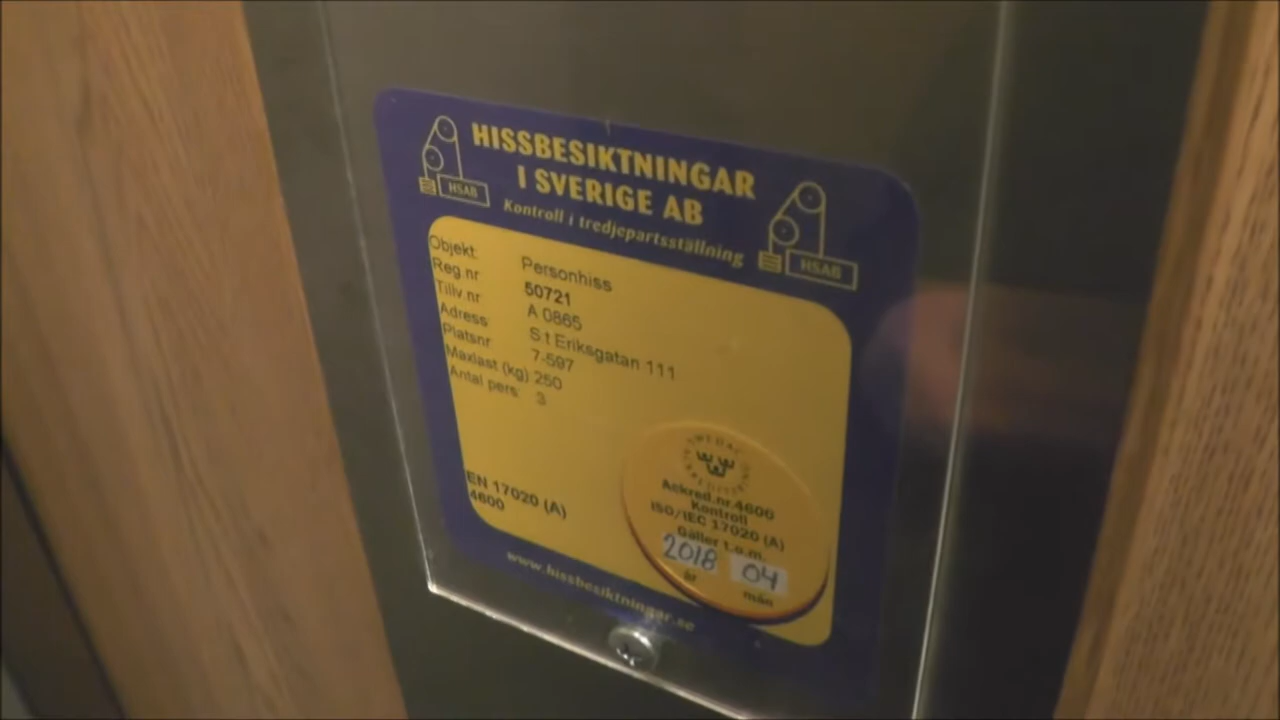 HISSBESIKTNINGAR
I SVERIGE AB
Kontroll i tredjepartsställning
HSAB
HSAB
Objekt: Personhiss
Reg.nr 50721
Tillv.nr A 0865
Adress S:t Eriksgatan 111
Platsnr 7-597
Maxlast (kg) 250
Antal pers: 3
EN 17020 (A)
4600
SWEDAC
ACKREDITERING
Ackred.nr.4600
Kontroll
ISO/IEC 17020 (A)
Gäller t.o.m.
2018 04
år mån
www.hissbesiktningar.se